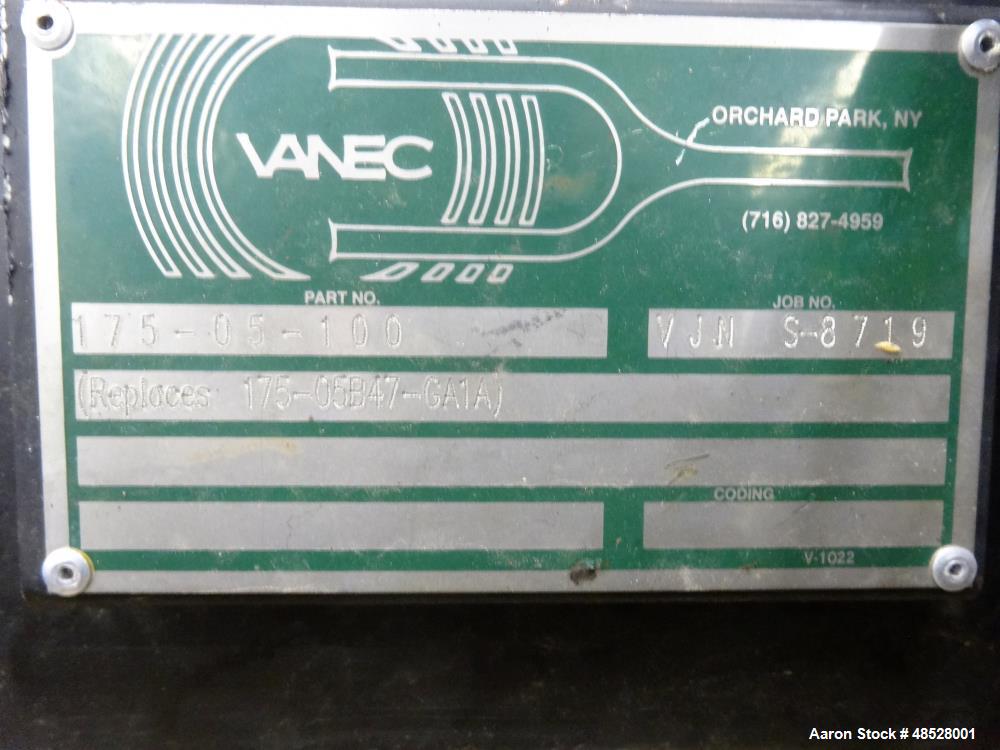 VANEC
ORCHARD PARK, NY
(716) 827-4959
PART NO.
JOB NO.
175-05-100
VJN S-8719
(Replaces 175-05B47-GA1A)
CODING
V-1022
Aaron Stock # 48528001